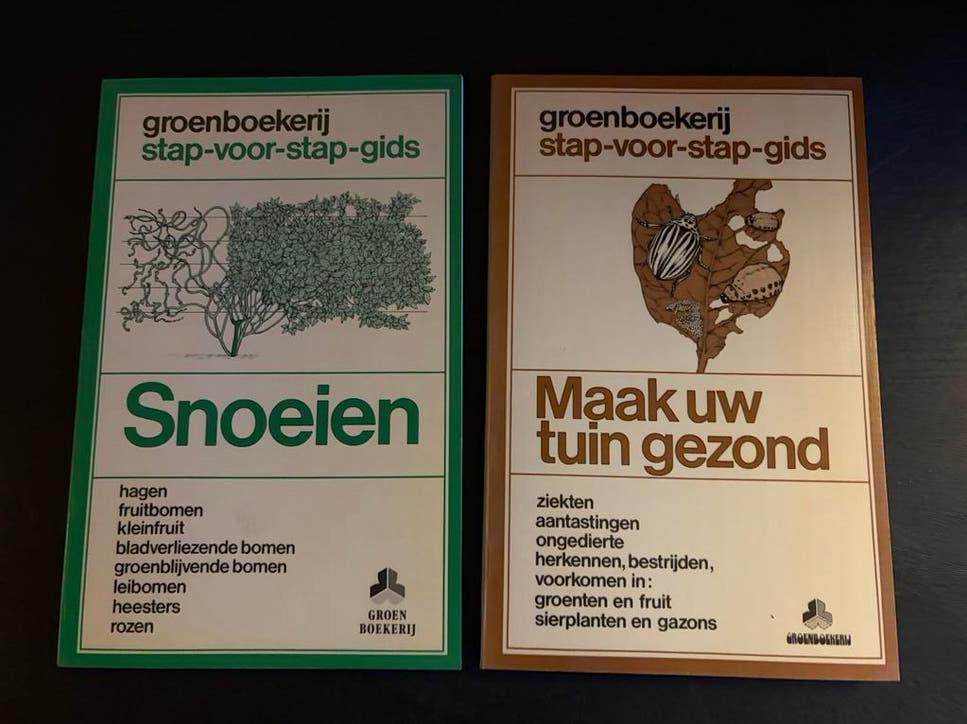 groenboekerij
stap-voor-stap-gids
Snoeien
hagen
fruitbomen
kleinfruit
bladverliezende bomen
groenblijvende bomen
leibomen
heesters
rozen
GROEN
BOEKERIJ
groenboekerij
stap-voor-stap-gids
Maak uw
tuin gezond
ziekten
aantastingen
ongedierte
herkennen, bestrijden,
voorkomen in:
groenten en fruit
sierplanten en gazons
GROENBOEKERIJ